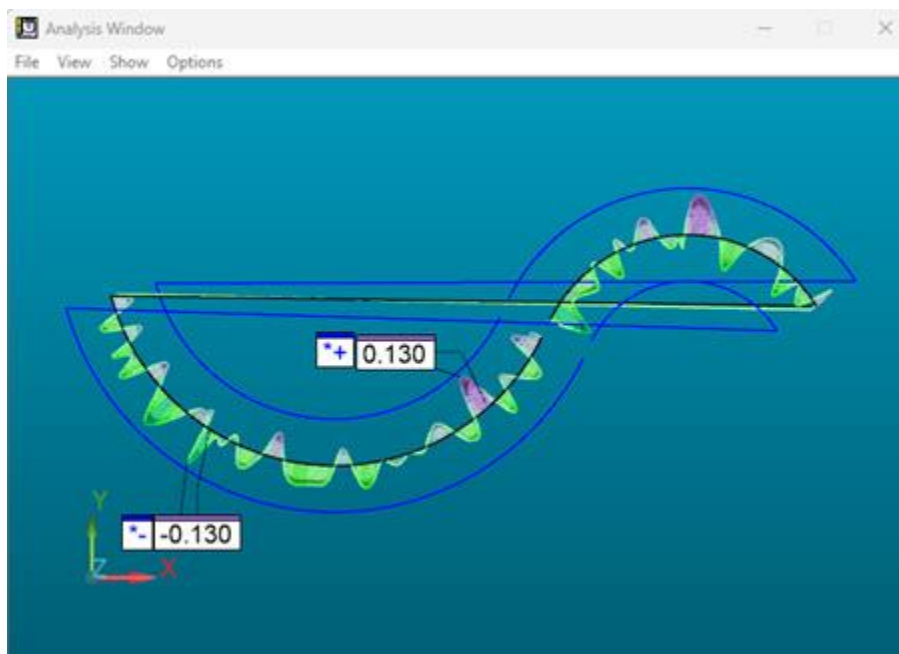 Analysis Window
File View Show Options
*+ 0.130
*- -0.130
Y
Z X